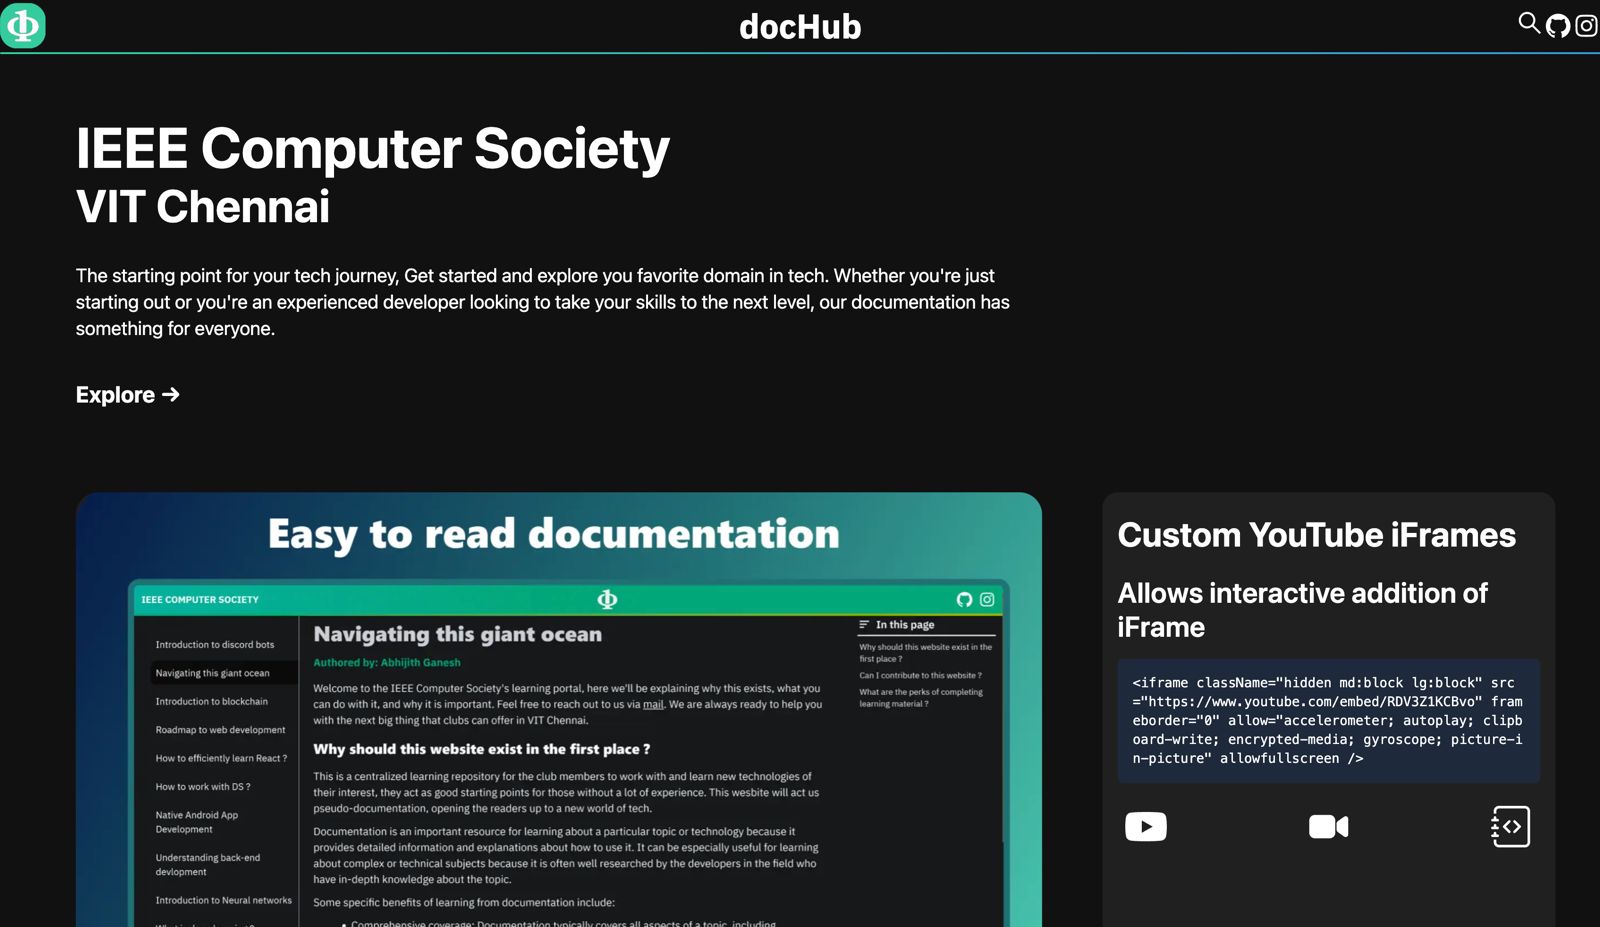 docHub
IEEE Computer Society
VIT Chennai
The starting point for your tech journey, Get started and explore you favorite domain in tech. Whether you're just
starting out or you're an experienced developer looking to take your skills to the next level, our documentation has
something for everyone.
Explore →
Easy to read documentation
IEEE COMPUTER SOCIETY
Introduction to discord bots
Navigating this giant ocean
Introduction to blockchain
Roadmap to web development
How to efficiently learn React ?
How to work with DS ?
Native Android App
Development
Understanding back-end
devlopment
Introduction to Neural networks
Navigating this giant ocean
Authored by: Abhijith Ganesh
Welcome to the IEEE Computer Society's learning portal, here we'll be explaining why this exists, what you
can do with it, and why it is important. Feel free to reach out to us via mail. We are always ready to help you
with the next big thing that clubs can offer in VIT Chennai.
Why should this website exist in the first place ?
This is a centralized learning repository for the club members to work with and learn new technologies of
their interest, they act as good starting points for those without a lot of experience. This wesbite will act us
pseudo-documentation, opening the readers up to a new world of tech.
Documentation is an important resource for learning about a particular topic or technology because it
provides detailed information and explanations about how to use it. It can be especially useful for learning
about complex or technical subjects because it is often well researched by the developers in the field who
have in-depth knowledge about the topic.
Some specific benefits of learning from documentation include:
• Comprehensive coverage: Documentation typically covers all aspects of a topic, including
In this page
Why should this website exist in the
first place ?
Can I contribute to this website ?
What are the perks of completing
learning material ?
Custom YouTube iFrames
Allows interactive addition of
iFrame
<iframe className="hidden md:block lg:block" src
="https://www.youtube.com/embed/RDV3Z1KCBvo" fram
eborder="0" allow="accelerometer; autoplay; clipb
oard-write; encrypted-media; gyroscope; picture-i
n-picture" allowfullscreen />